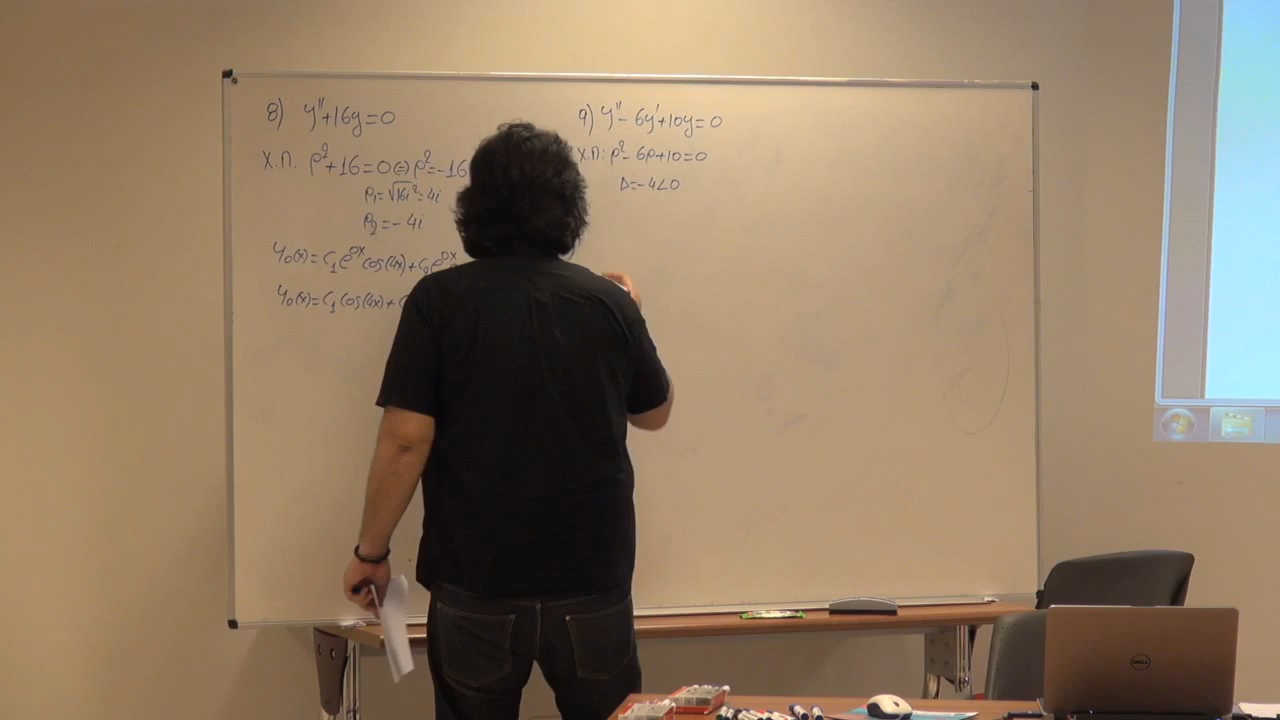 8) y''+16y=0
Χ.Π. ρ²+16=0⇔ρ²=-16
ρ₁=√16i²=4i
ρ₂=-4i
y₀(x)=c₁e^0x cos(4x)+c₂e^0x
y₀(x)=c₁cos(4x)+c
9) y''-6y'+10y=0
Χ.Π: ρ²-6ρ+10=0
Δ=-4<0
DELL